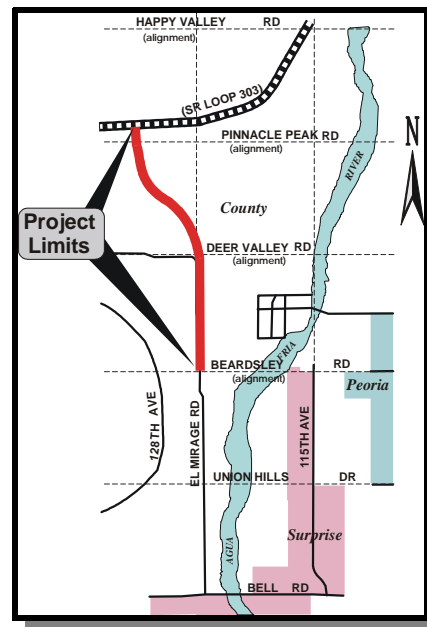 HAPPY VALLEY RD
(alignment)
(SR LOOP 303)
PINNACLE PEAK RD
(alignment)
N
RIVER
County
Project
Limits
DEER VALLEY RD
(alignment)
FRIA
BEARDSLEY RD
(alignment)
Peoria
128TH AVE
EL MIRAGE RD
115TH AVE
UNION HILLS DR
Surprise
AGUA
BELL RD